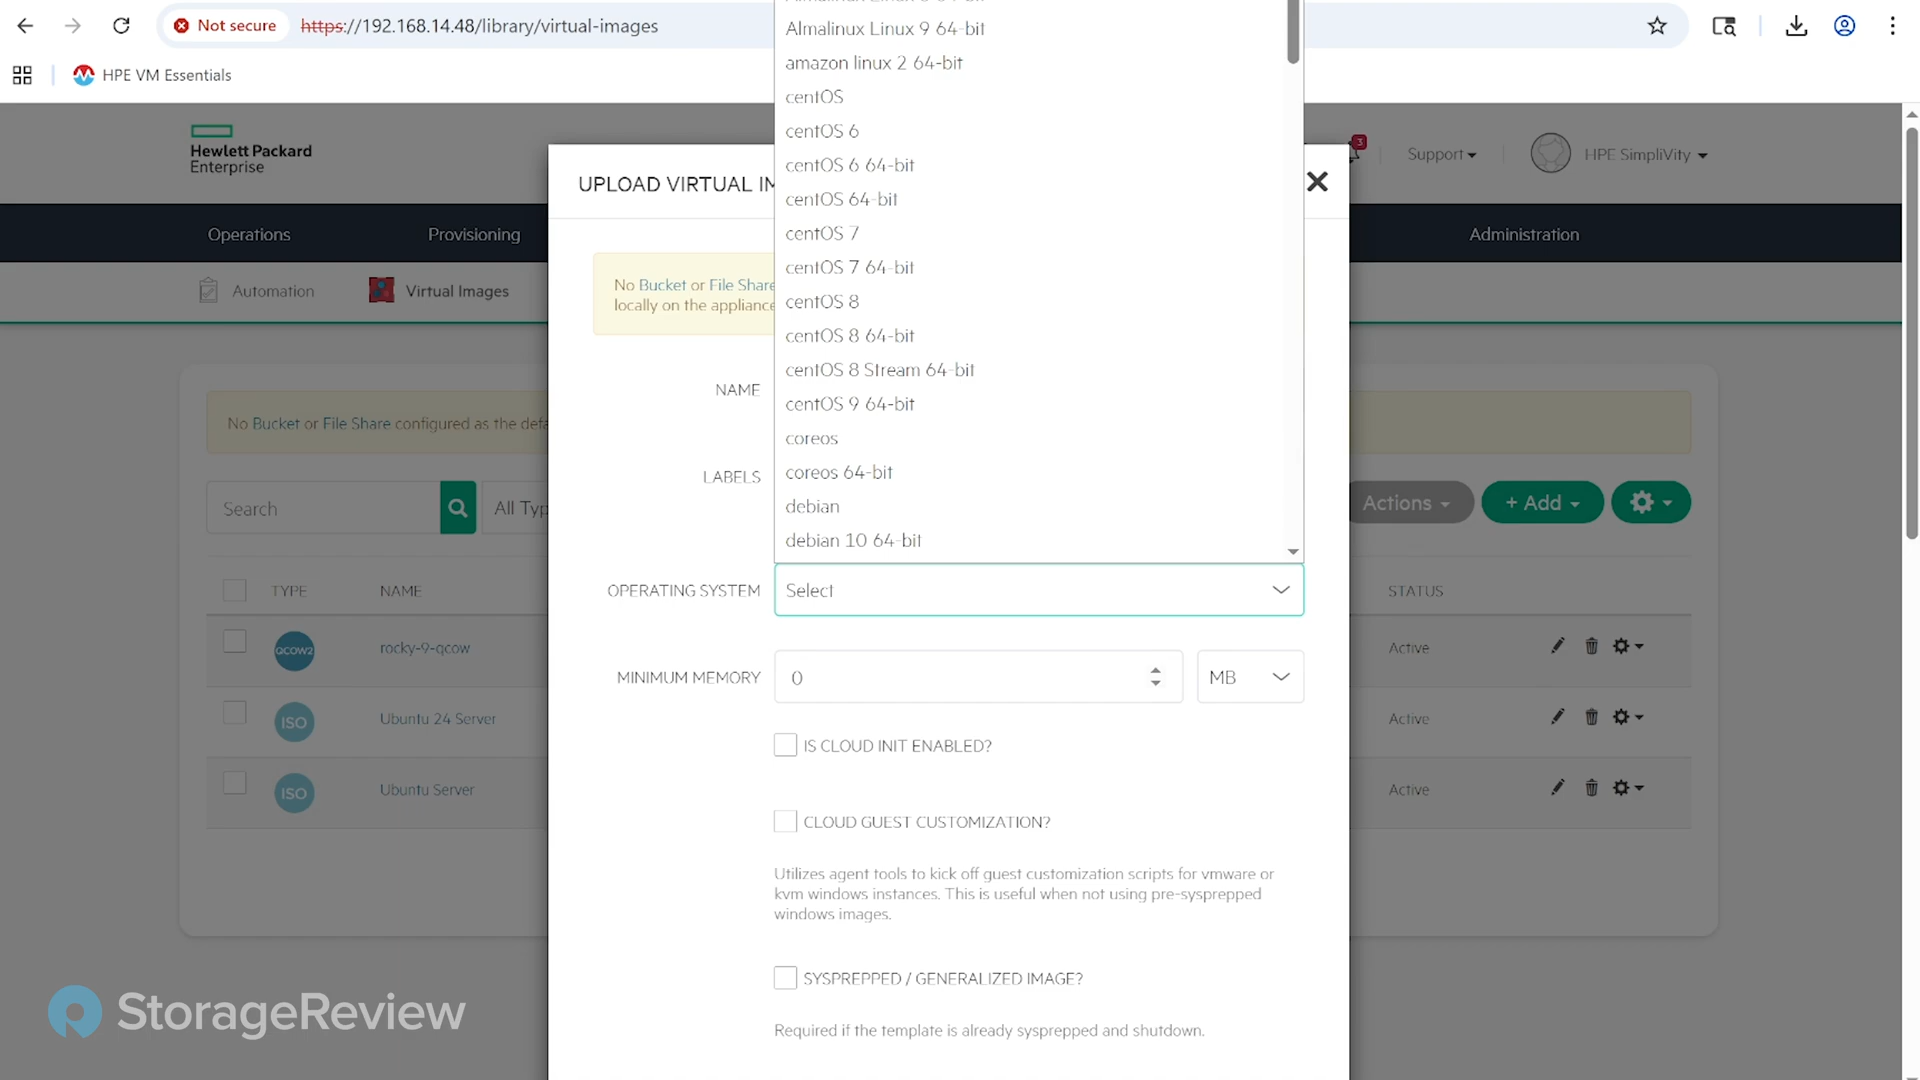 Not secure
https://192.168.14.48/library/virtual-images
HPE VM Essentials
Almalinux Linux 9 64-bit
amazon linux 2 64-bit
centOS
centOS 6
centOS 6 64-bit
centOS 64-bit
centOS 7
centOS 7 64-bit
centOS 8
centOS 8 64-bit
centOS 8 Stream 64-bit
centOS 9 64-bit
coreos
coreos 64-bit
debian
debian 10 64-bit
Hewlett Packard
Enterprise
3
Support
HPE SimpliVity
UPLOAD VIRTUAL IM
Operations
Provisioning
Administration
Automation
Virtual Images
No Bucket or File Share
locally on the appliance
NAME
LABELS
No Bucket or File Share configured as the defa
Search
All Typ
Actions
+ Add
OPERATING SYSTEM
Select
MINIMUM MEMORY
0
MB
IS CLOUD INIT ENABLED?
CLOUD GUEST CUSTOMIZATION?
Utilizes agent tools to kick off guest customization scripts for vmware or
kvm windows instances. This is useful when not using pre-sysprepped
windows images.
SYSPREPPED / GENERALIZED IMAGE?
Required if the template is already sysprepped and shutdown.
TYPE
NAME
STATUS
QCOW2
rocky-9-qcow
Active
ISO
Ubuntu 24 Server
Active
ISO
Ubuntu Server
Active
StorageReview